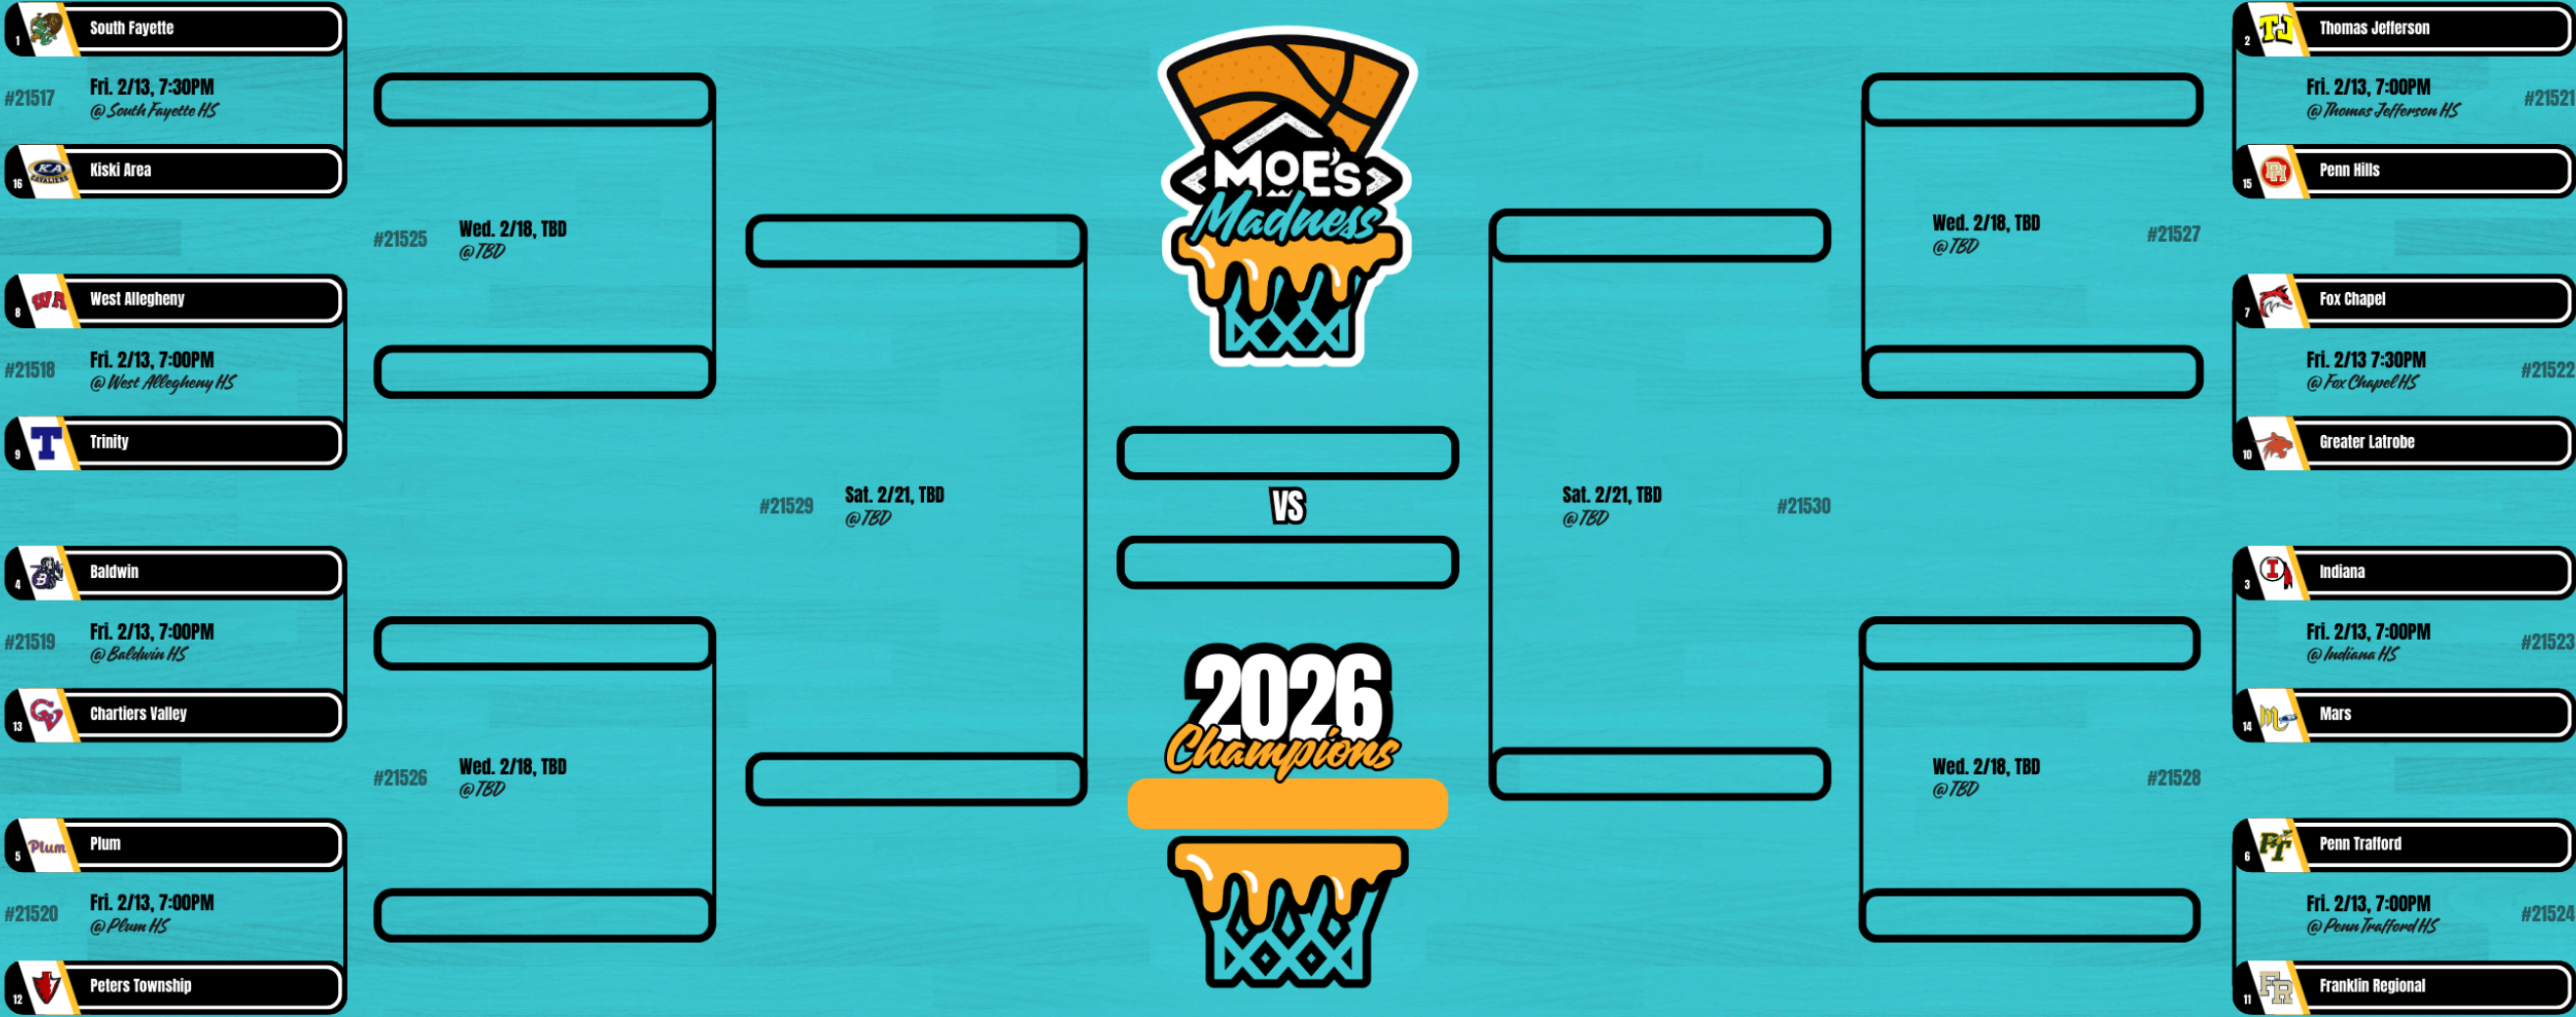 1
South Fayette
#21517
Fri. 2/13, 7:30PM
@ South Fayette HS
16
KA
CAVALIERS
Kiski Area
#21525
Wed. 2/18, TBD
@ TBD
8
WA
West Allegheny
#21518
Fri. 2/13, 7:00PM
@ West Allegheny HS
9
T
Trinity
#21529
Sat. 2/21, TBD
@ TBD
4
B
Baldwin
#21519
Fri. 2/13, 7:00PM
@ Baldwin HS
13
CV
Chartiers Valley
#21526
Wed. 2/18, TBD
@ TBD
5
Plum
Plum
#21520
Fri. 2/13, 7:00PM
@ Plum HS
12
Peters Township
MOE'S
Madness
VS
2026
Champions
2
TJ
Thomas Jefferson
Fri. 2/13, 7:00PM
@ Thomas Jefferson HS
#21521
15
PH
Penn Hills
Wed. 2/18, TBD
@ TBD
#21527
7
Fox Chapel
Fri. 2/13 7:30PM
@ Fox Chapel HS
#21522
10
Greater Latrobe
Sat. 2/21, TBD
@ TBD
#21530
3
I
Indiana
Fri. 2/13, 7:00PM
@ Indiana HS
#21523
14
M
Mars
Wed. 2/18, TBD
@ TBD
#21528
6
PT
Penn Trafford
Fri. 2/13, 7:00PM
@ Penn Trafford HS
#21524
11
FR
Franklin Regional